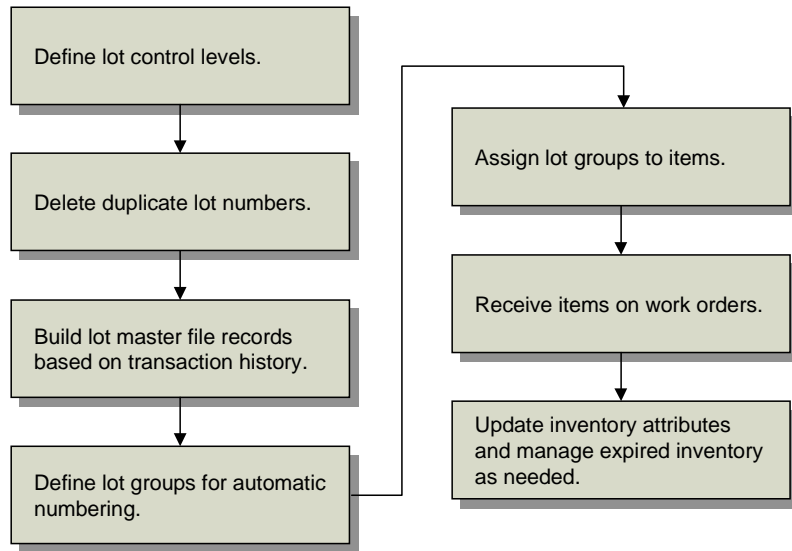 Define lot control levels.
Delete duplicate lot numbers.
Build lot master file records
based on transaction history.
Define lot groups for automatic
numbering.
Assign lot groups to items.
Receive items on work orders.
Update inventory attributes
and manage expired inventory
as needed.